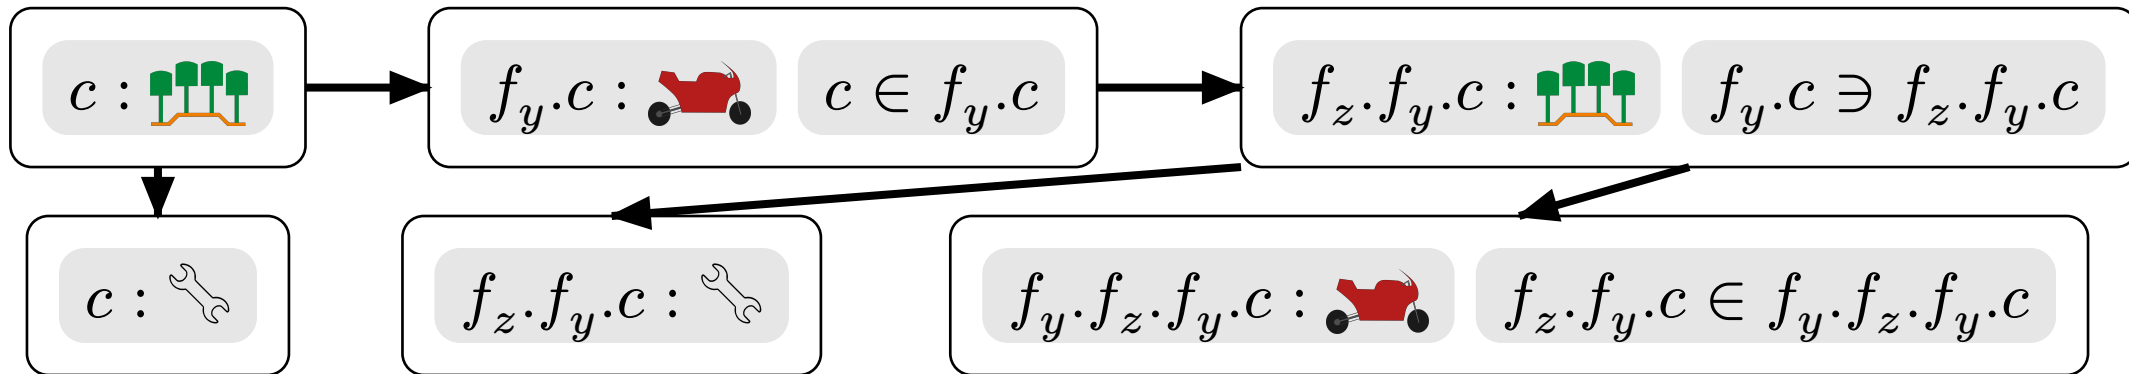 c : f_y.c : c ∈ f_y.c f_z.f_y.c : f_y.c ∋ f_z.f_y.c
c : f_z.f_y.c : f_y.f_z.f_y.c : f_z.f_y.c ∈ f_y.f_z.f_y.c